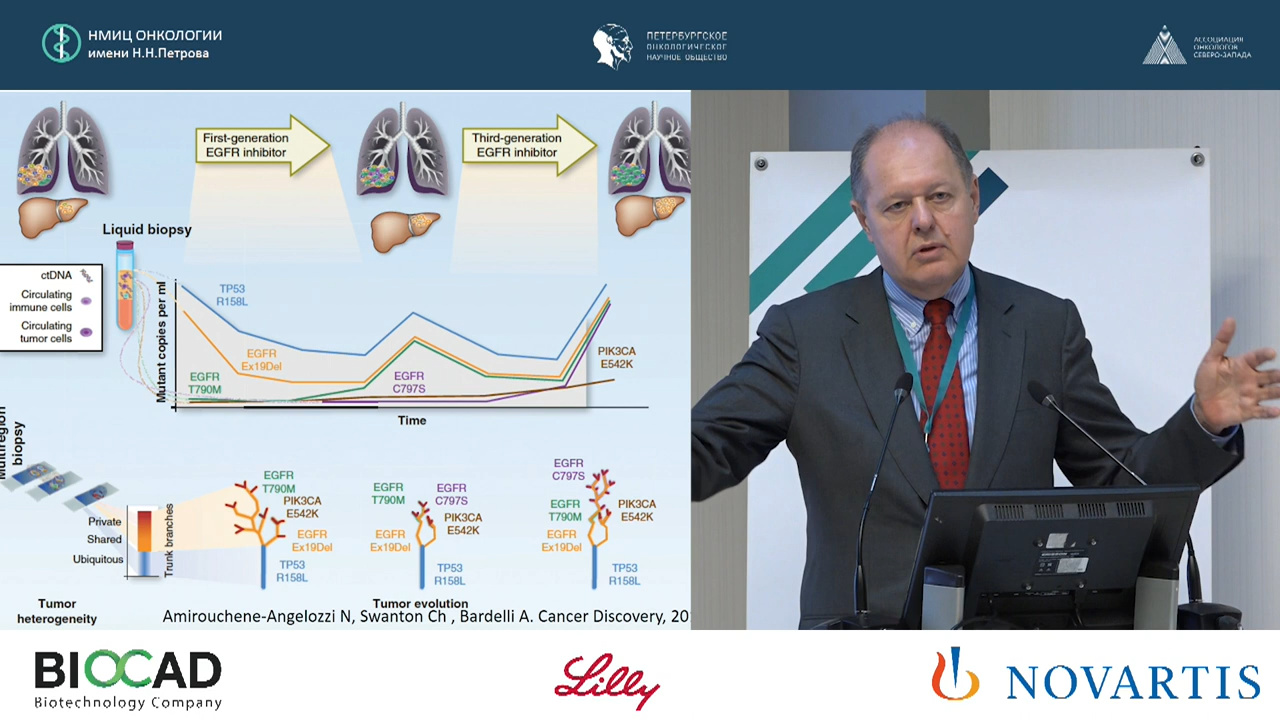 НМИЦ ОНКОЛОГИИ
имени Н.Н.Петрова
ПЕТЕРБУРГСКОЕ
ОНКОЛОГИЧЕСКОЕ
НАУЧНОЕ ОБЩЕСТВО
АССОЦИАЦИЯ
ОНКОЛОГОВ
СЕВЕРО-ЗАПАДА
First-generation
EGFR inhibitor
Third-generation
EGFR inhibitor
Liquid biopsy
ctDNA
Circulating
immune cells
Circulating
tumor cells
Mutant copies per ml
TP53
R158L
EGFR
Ex19Del
EGFR
T790M
EGFR
C797S
PIK3CA
E542K
Time
biopsy
Private
Shared
Ubiquitous
Trunk branches
EGFR
T790M
PIK3CA
E542K
EGFR
Ex19Del
TP53
R158L
EGFR
T790M
EGFR
C797S
PIK3CA
E542K
EGFR
Ex19Del
TP53
R158L
EGFR
C797S
EGFR
T790M
PIK3CA
E542K
EGFR
Ex19Del
TP53
R158L
Tumor
heterogeneity
Tumor evolution
Amirouchene-Angelozzi N, Swanton Ch , Bardelli A. Cancer Discovery, 20
BIOCAD
Biotechnology Company
Lilly
NOVARTIS